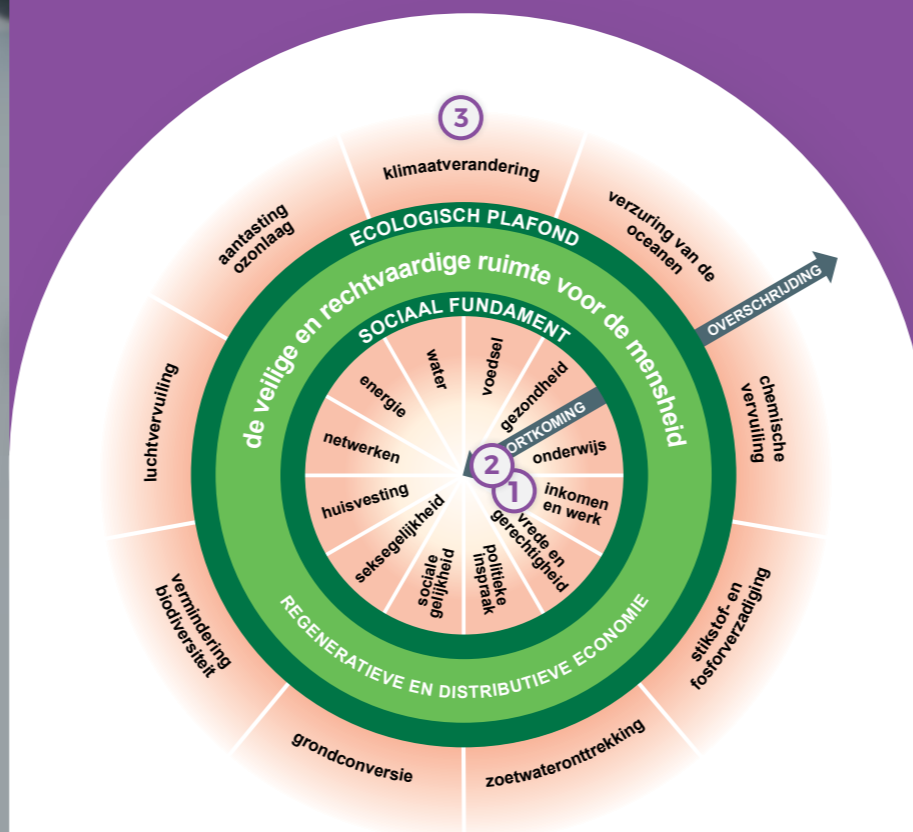 3
klimaatverandering
verzuring van de
oceanen
OVERSCHRIJDING
chemische
vervuiling
stikstof- en
fosforverzadiging
zoetwateronttrekking
grondconversie
vermindering
biodiversiteit
luchtvervuiling
aantasting
ozonlaag
ECOLOGISCH PLAFOND
de veilige en rechtvaardige ruimte voor de mensheid
REGENERATIEVE EN DISTRIBUTIEVE ECONOMIE
SOCIAAL FUNDAMENT
voedsel
gezondheid
ORTKOMING
onderwijs
2
1
inkomen
en werk
vrede en
gerechtigheid
politieke
inspraak
sociale
gelijkheid
seksegelijkheid
huisvesting
netwerken
energie
water